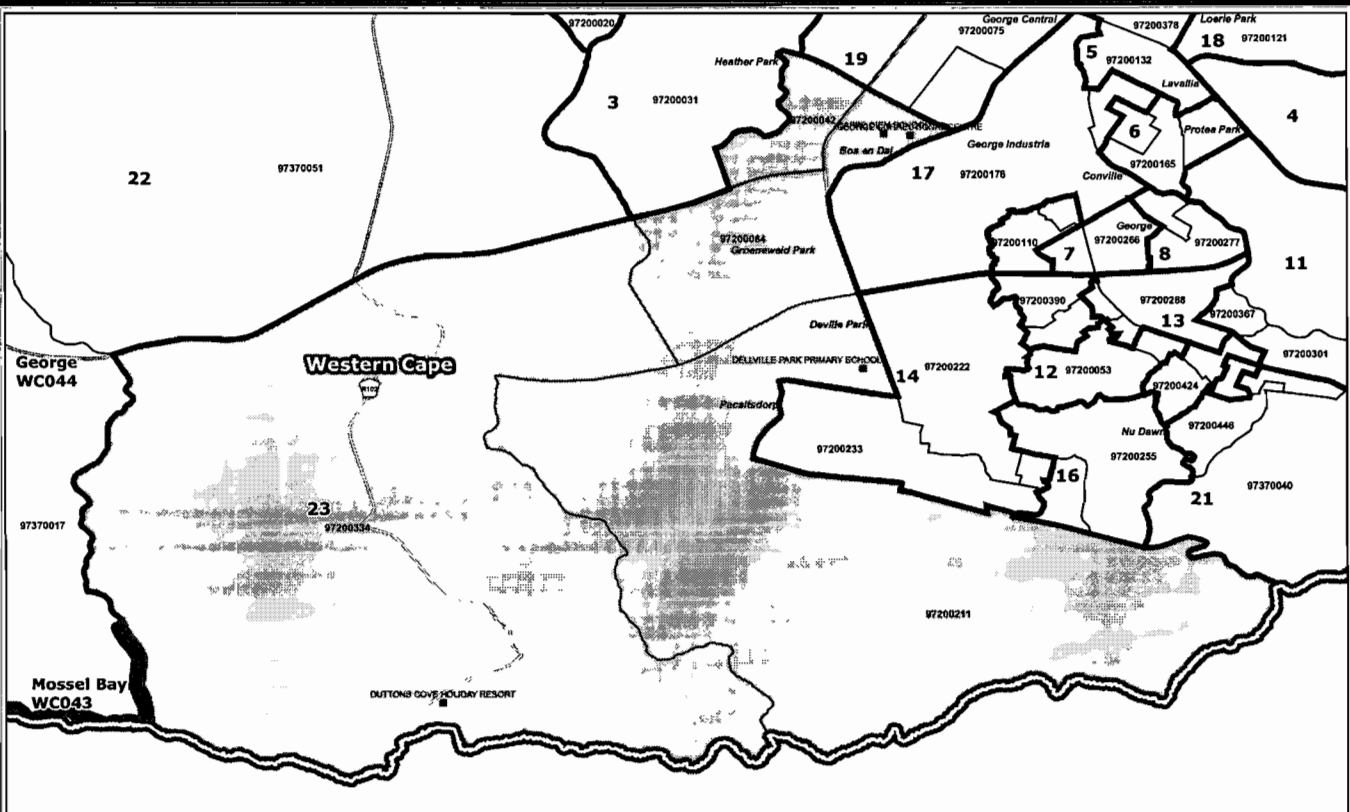 97200020
George Central
97200075
97200378
Loerie Park
18
97200121
19
5
97200132
Heather Park
3
97200031
Lavallia
4
97200042
6
Protea Park
Bos en Dal
George Industria
97200165
22
97370051
17
97200176
Conville
97200064
Groeneweld Park
97200110
George
97200266
97200277
7
8
11
97200390
97200288
97200367
13
Deville Park
George
WC044
Western Cape
R102
DELLVILLE PARK PRIMARY SCHOOL
97200301
14
97200222
12
97200053
97200424
Pacaltsdorp
97200446
Nu Dawn
97200233
97200255
16
21
97370040
23
97370017
97200334
97200211
Mossel Bay
WC043
DUTTONS COVE HOLIDAY RESORT